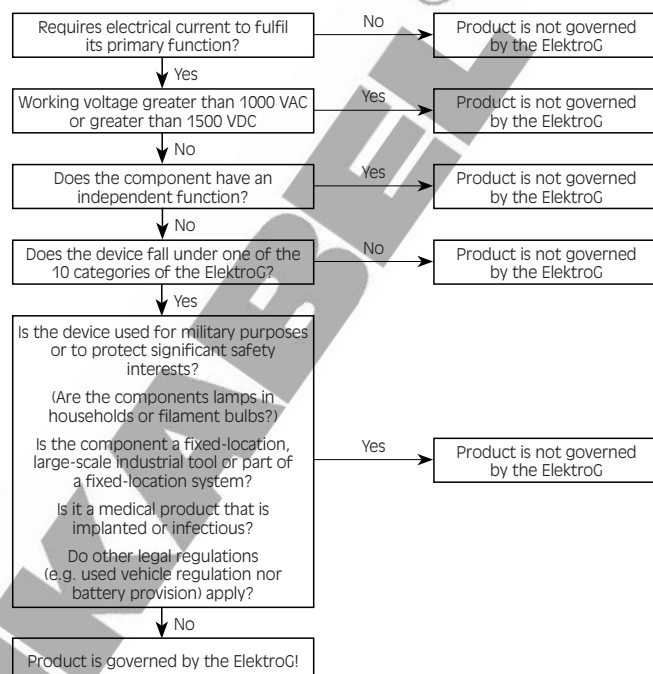 Requires electrical current to fulfil
its primary function?
No
Product is not governed
by the ElektroG
Yes
Working voltage greater than 1000 VAC
or greater than 1500 VDC
Yes
Product is not governed
by the ElektroG
No
Does the component have an
independent function?
Yes
Product is not governed
by the ElektroG
No
Does the device fall under one of the
10 categories of the ElektroG?
No
Product is not governed
by the ElektroG
Yes
Is the device used for military purposes
or to protect significant safety
interests?
(Are the components lamps in
households or filament bulbs?)
Is the component a fixed-location,
large-scale industrial tool or part of
a fixed-location system?
Is it a medical product that is
implanted or infectious?
Do other legal regulations
(e.g. used vehicle regulation nor
battery provision) apply?
Yes
Product is not governed
by the ElektroG
No
Product is governed by the ElektroG!
KABEL